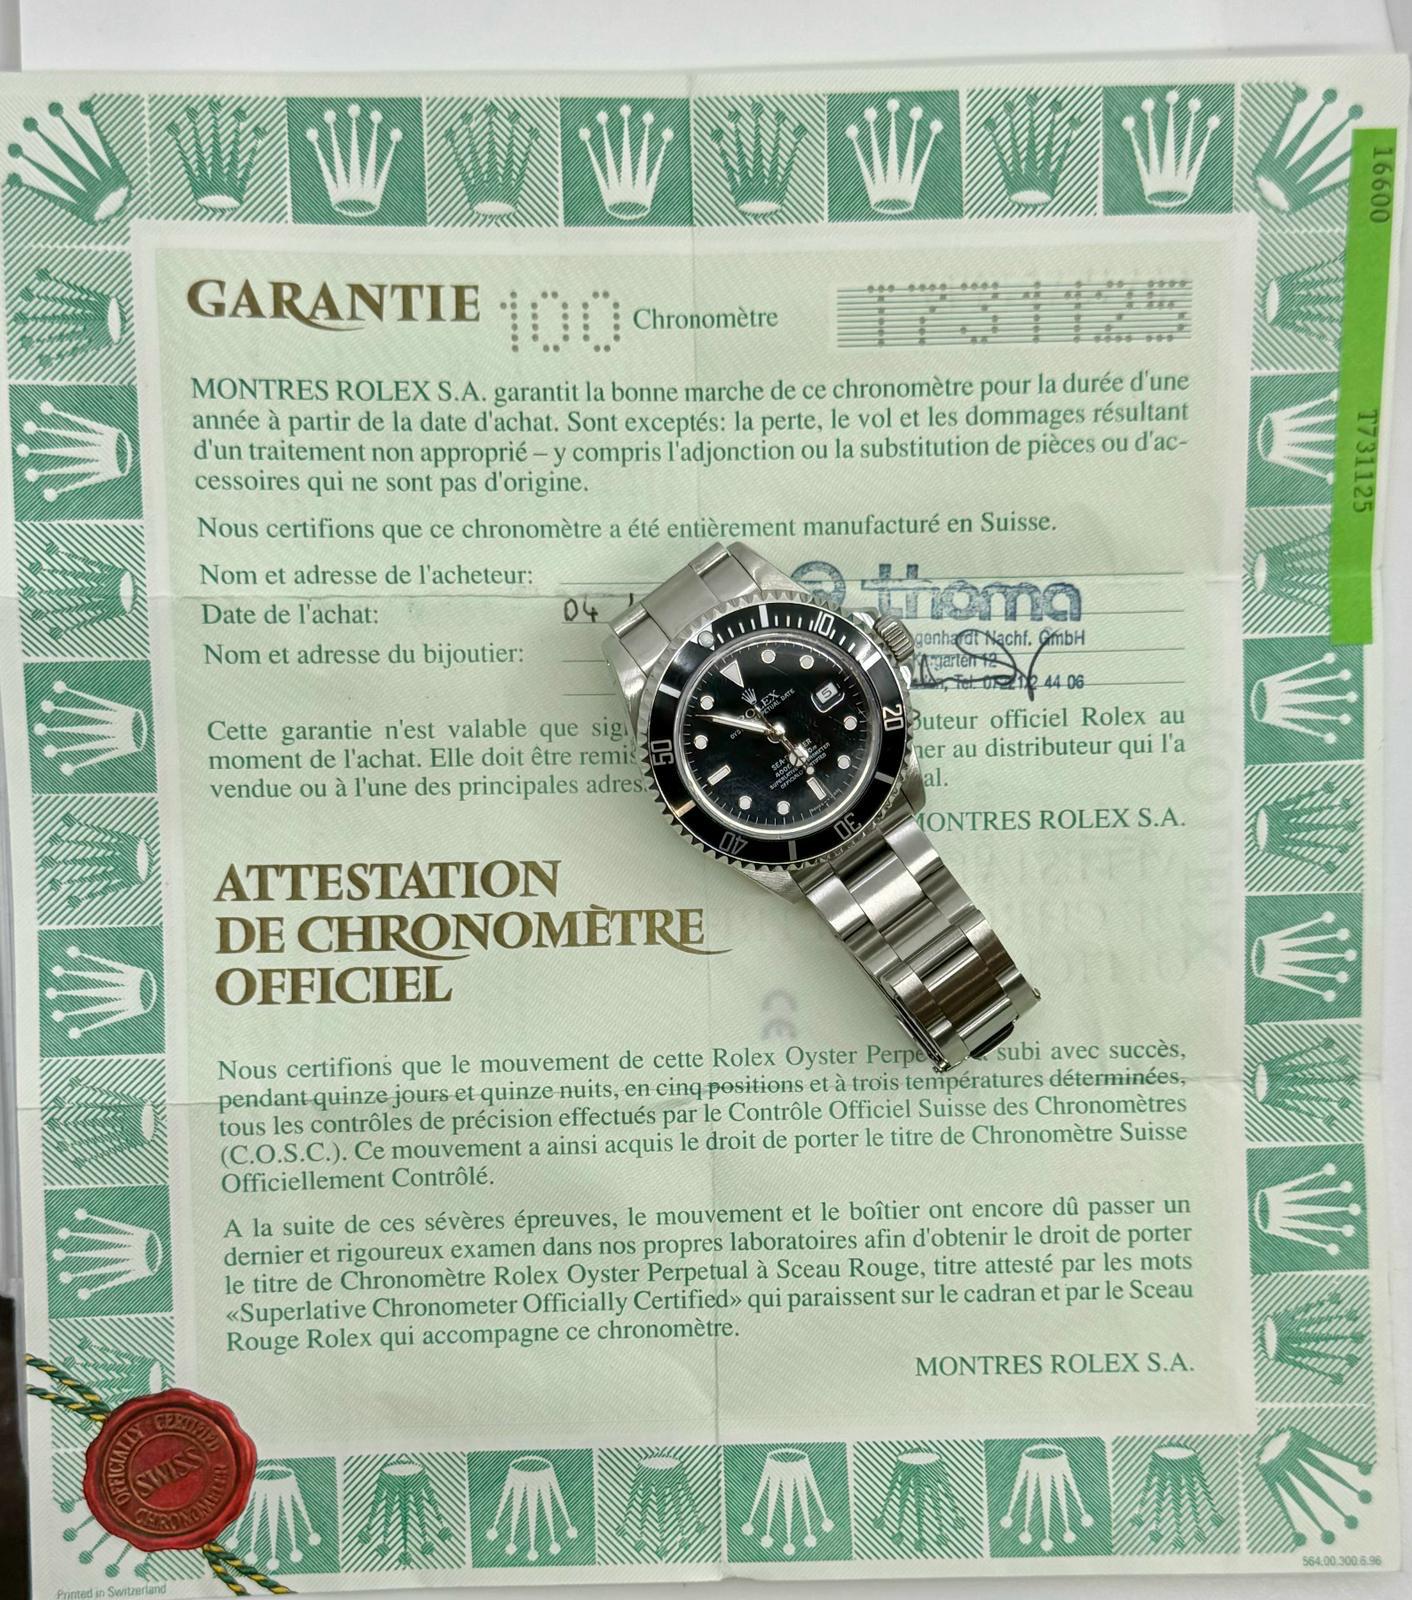 16600
T731125
GARANTIE 100 Chronomètre T731125
MONTRES ROLEX S.A. garantit la bonne marche de ce chronomètre pour la durée d'une
année à partir de la date d'achat. Sont exceptés: la perte, le vol et les dommages résultant
d'un traitement non approprié – y compris l'adjonction ou la substitution de pièces ou d'ac-
cessoires qui ne sont pas d'origine.
Nous certifions que ce chronomètre a été entièrement manufacturé en Suisse.
Nom et adresse de l'acheteur:
thoma
Date de l'achat: 04
Nachf. GmbH
Nom et adresse du bijoutier:
garten 12
Tel. 44 06
Cette garantie n'est valable que officiel Rolex au
moment de l'achat. Elle doit être au distributeur qui l'a
vendue ou à l'une des principales
MONTRES ROLEX S.A.
10
20
30
40
50
ROLEX
5
ATTESTATION
DE CHRONOMÈTRE
OFFICIEL
Nous certifions que le mouvement de cette Rolex Oyster subi avec succès,
pendant quinze jours et quinze nuits, en cinq positions et à trois températures déterminées,
tous les contrôles de précision effectués par le Contrôle Officiel Suisse des Chronomètres
(C.O.S.C.). Ce mouvement a ainsi acquis le droit de porter le titre de Chronomètre Suisse
Officiellement Contrôlé.
A la suite de ces sévères épreuves, le mouvement et le boîtier ont encore dû passer un
dernier et rigoureux examen dans nos propres laboratoires afin d'obtenir le droit de porter
le titre de Chronomètre Rolex Oyster Perpetual à Sceau Rouge, titre attesté par les mots
«Superlative Chronometer Officially Certified» qui paraissent sur le cadran et par le Sceau
Rouge Rolex qui accompagne ce chronomètre.
MONTRES ROLEX S.A.
OFFICIALLY CERTIFIED
SWISS
CHRONOMETER
564.00.300.6.96
Printed in Switzerland